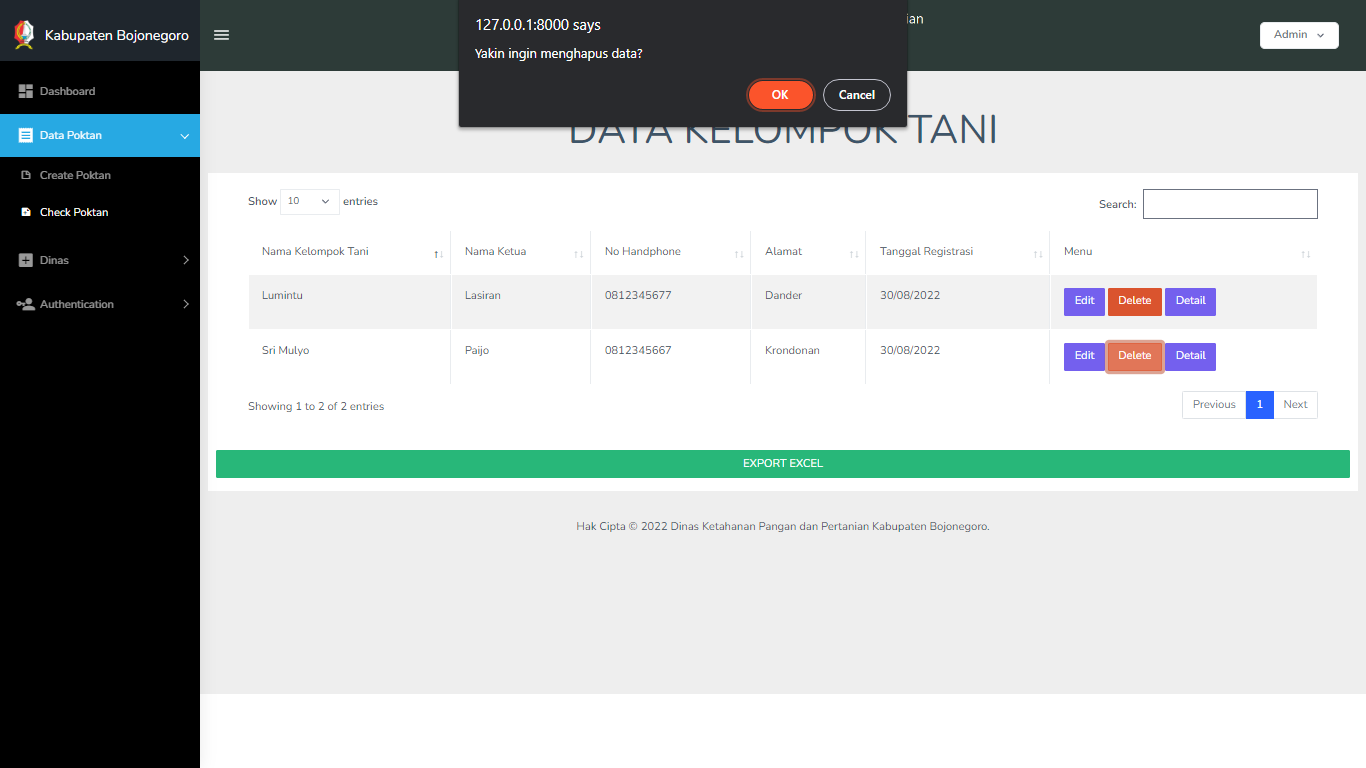 Kabupaten Bojonegoro
Dashboard
Data Poktan
Create Poktan
Check Poktan
Dinas
Authentication
127.0.0.1:8000 says
Yakin ingin menghapus data?
OK Cancel
Admin
DATA KELOMPOK TANI
Show 10 entries
Search:
Nama Kelompok Tani Nama Ketua No Handphone Alamat Tanggal Registrasi Menu
Lumintu Lasiran 0812345677 Dander 30/08/2022 Edit Delete Detail
Sri Mulyo Paijo 0812345667 Krondonan 30/08/2022 Edit Delete Detail
Showing 1 to 2 of 2 entries
Previous 1 Next
EXPORT EXCEL
Hak Cipta © 2022 Dinas Ketahanan Pangan dan Pertanian Kabupaten Bojonegoro.